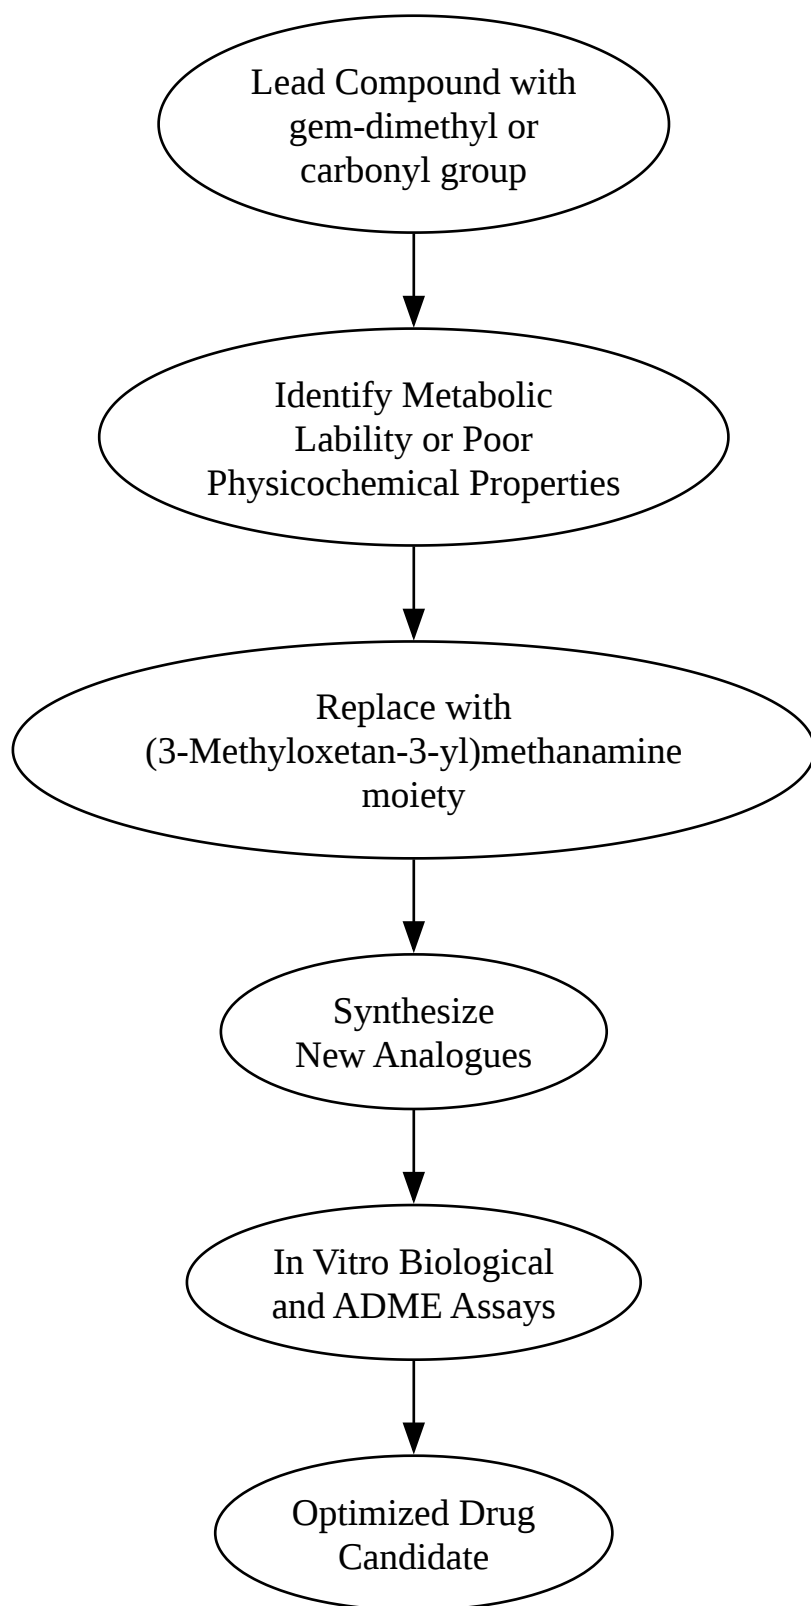 Lead Compound with
gem-dimethyl or
carbonyl group
Identify Metabolic
Lability or Poor
Physicochemical Properties
Replace with
(3-Methyloxetan-3-yl)methanamine
moiety
Synthesize
New Analogues
In Vitro Biological
and ADME Assays
Optimized Drug
Candidate